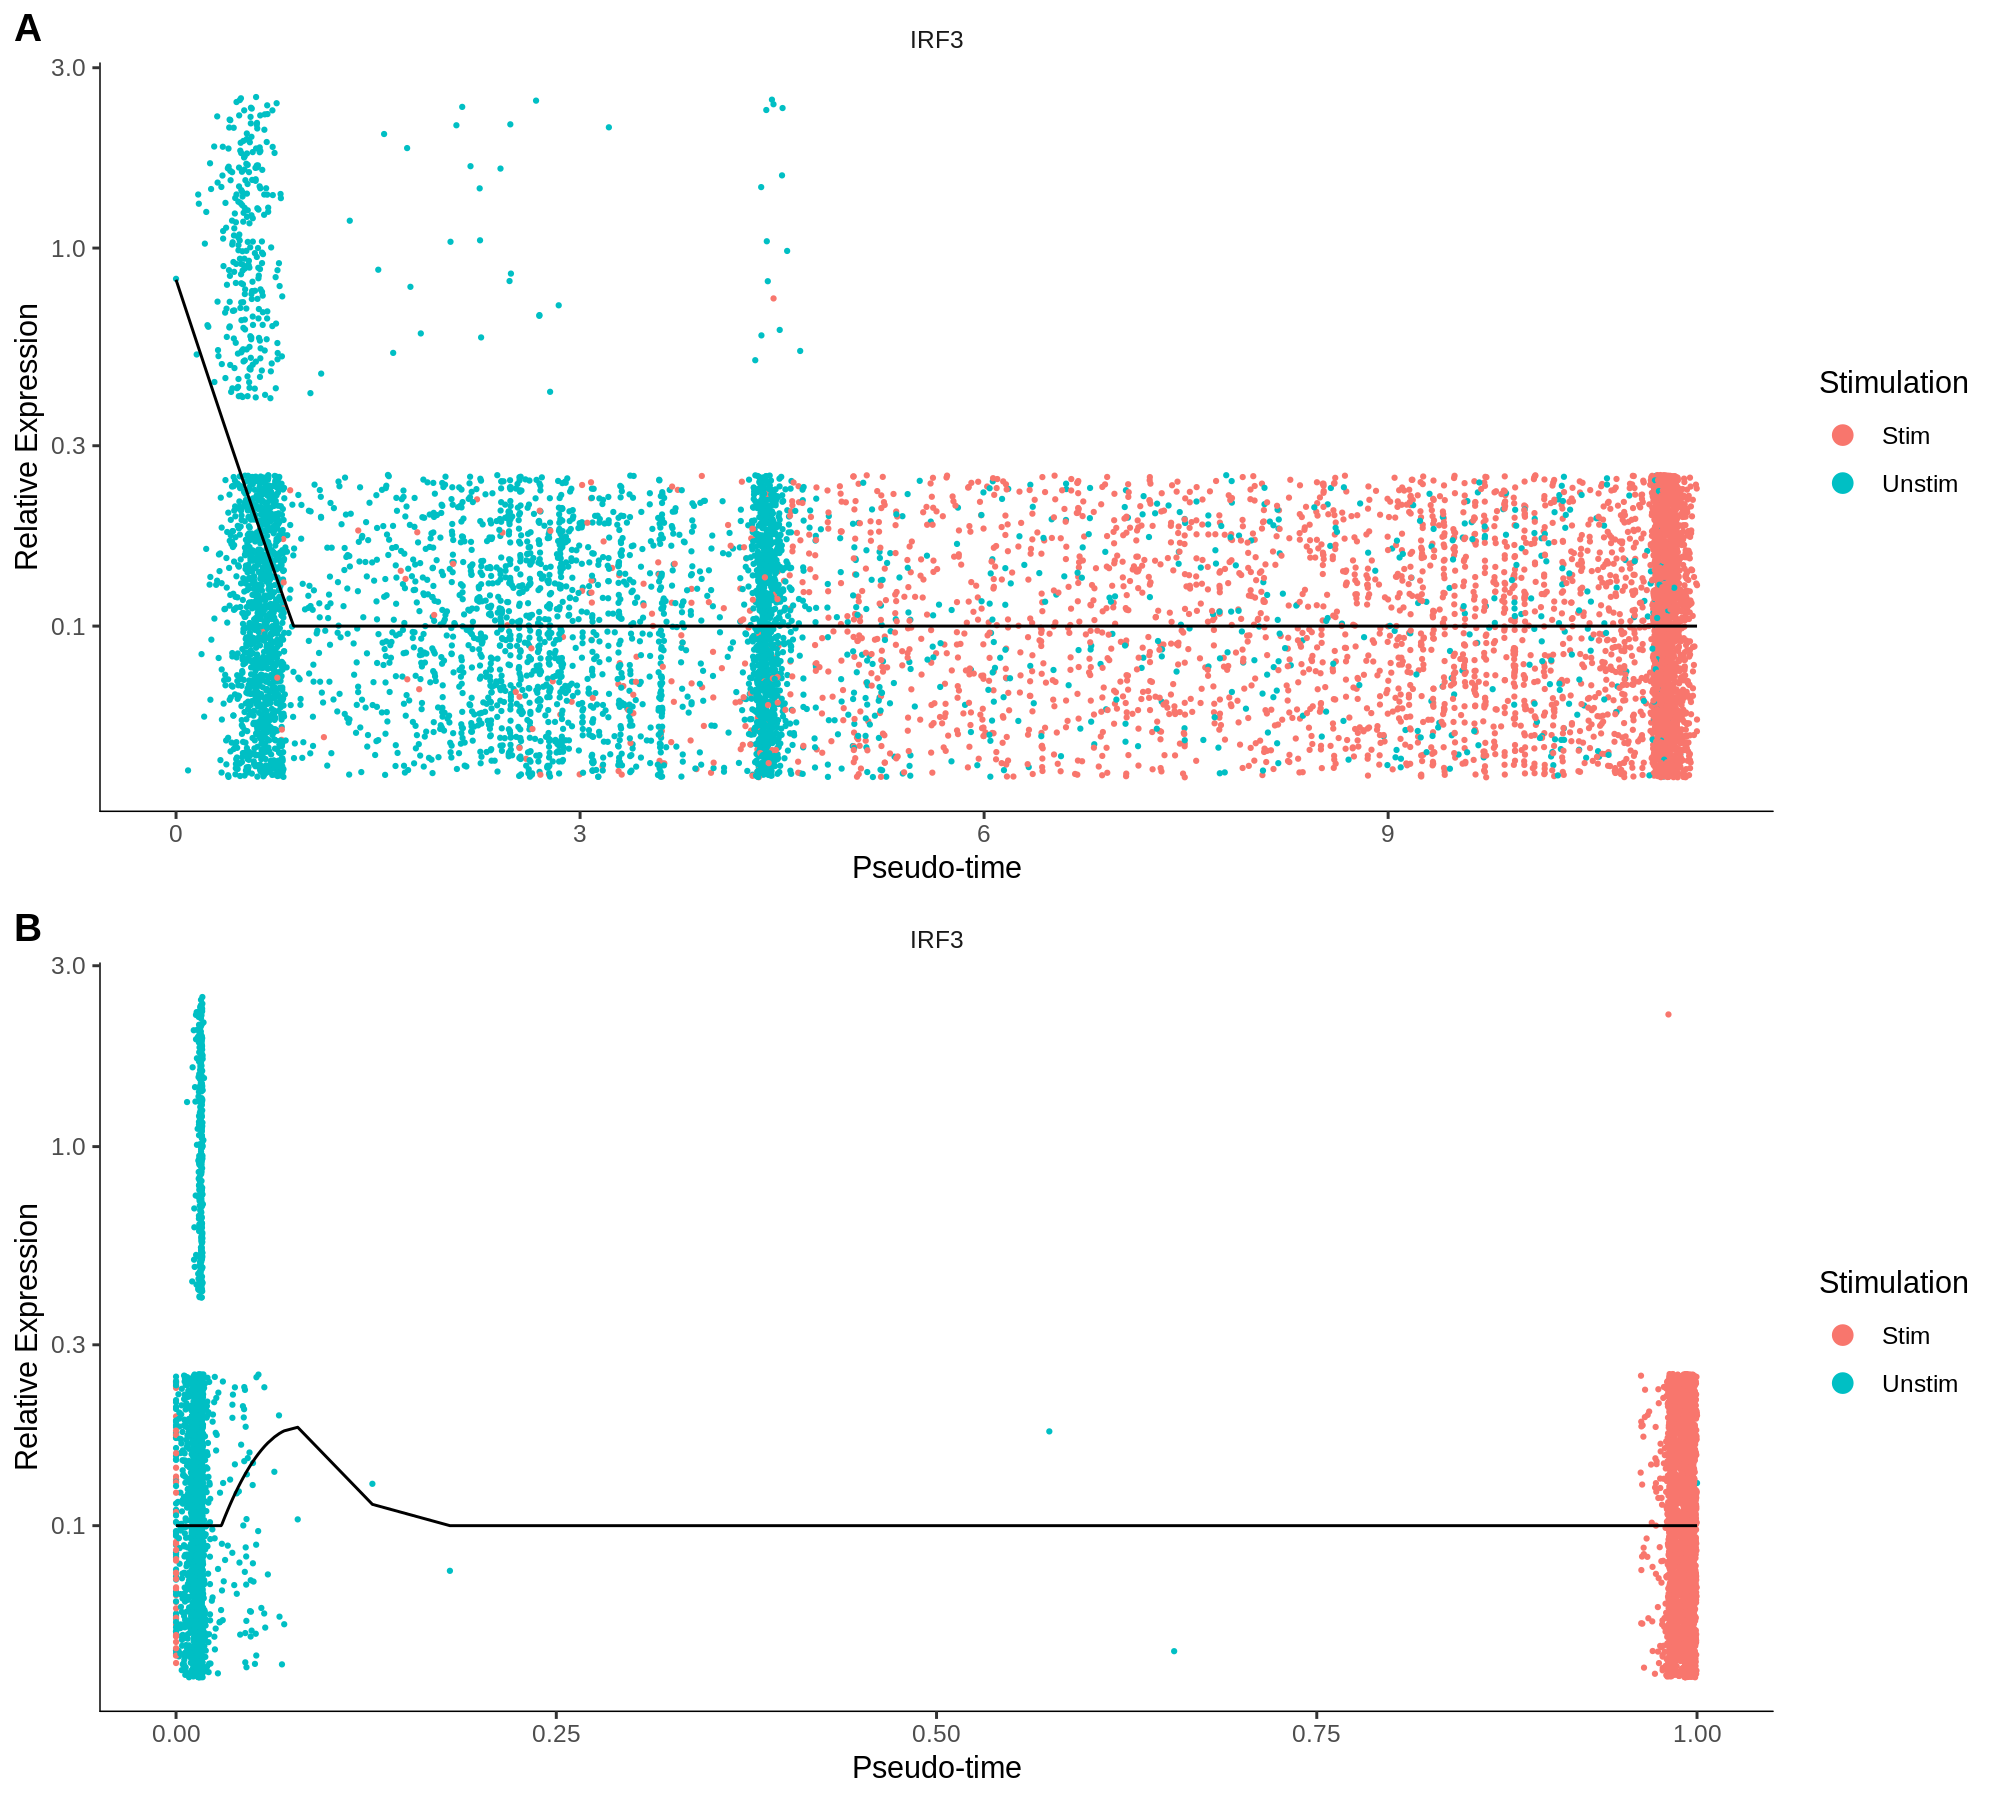 A
IRF3
3.0
1.0
0.3
0.1
Relative Expression
0 3 6 9
Pseudo-time
Stimulation
Stim
Unstim
B
IRF3
3.0
1.0
0.3
0.1
Relative Expression
0.00 0.25 0.50 0.75 1.00
Pseudo-time
Stimulation
Stim
Unstim